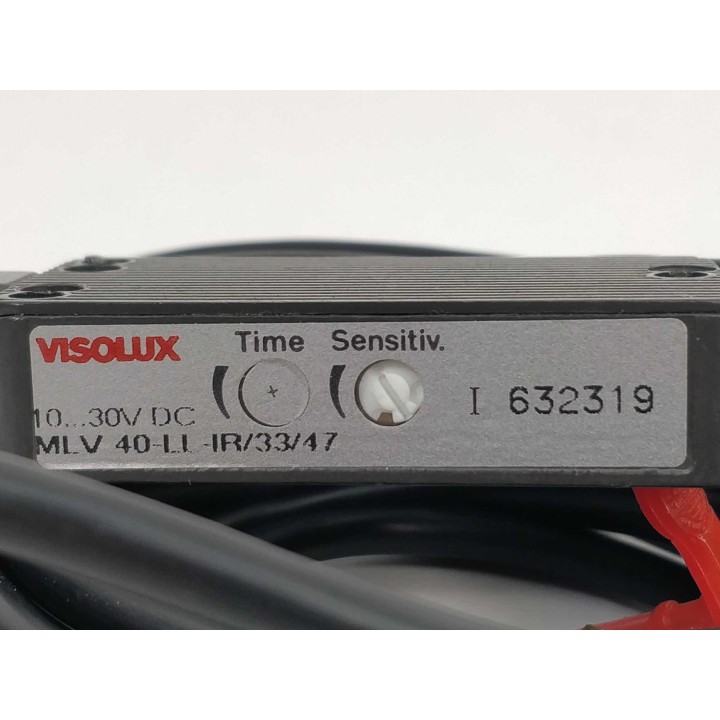 VISOLUX
Time Sensitiv.
10...30V DC
MLV 40-LL-IR/33/47
I 632319